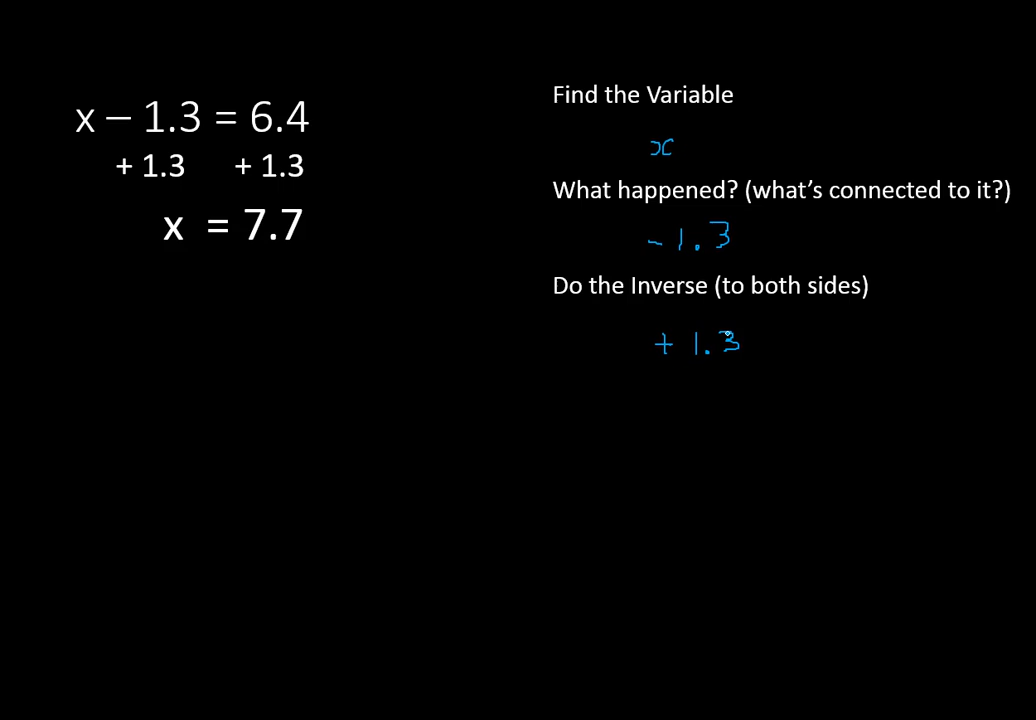 x – 1.3 = 6.4
+ 1.3 + 1.3
x = 7.7
Find the Variable
x
What happened? (what's connected to it?)
- 1.3
Do the Inverse (to both sides)
+ 1.3